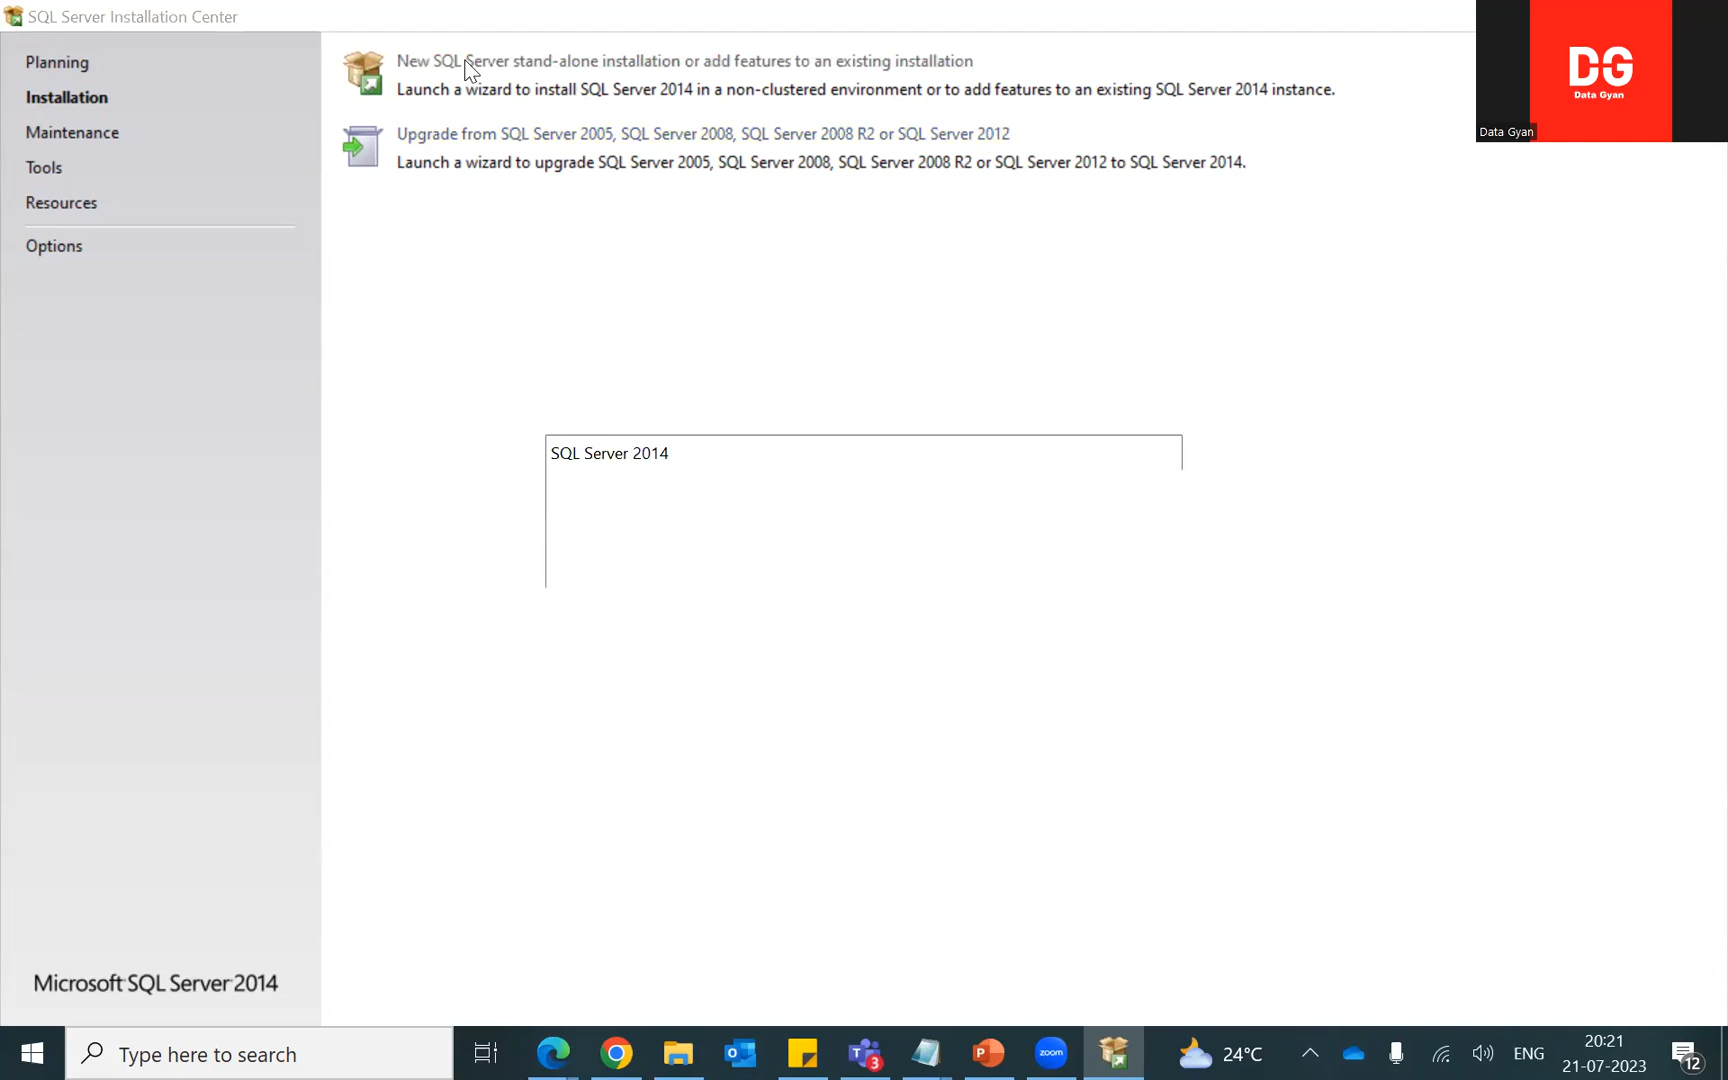 SQL Server Installation Center
Planning
Installation
Maintenance
Tools
Resources
Options
New SQL Server stand-alone installation or add features to an existing installation
Launch a wizard to install SQL Server 2014 in a non-clustered environment or to add features to an existing SQL Server 2014 instance.
Upgrade from SQL Server 2005, SQL Server 2008, SQL Server 2008 R2 or SQL Server 2012
Launch a wizard to upgrade SQL Server 2005, SQL Server 2008, SQL Server 2008 R2 or SQL Server 2012 to SQL Server 2014.
DG
Data Gyan
Data Gyan
SQL Server 2014
Microsoft SQL Server 2014
Type here to search
3
zoom
24°C
ENG
20:21
21-07-2023
12